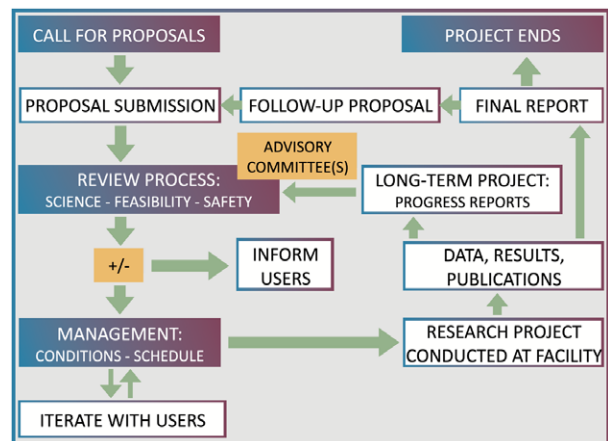 CALL FOR PROPOSALS
PROJECT ENDS
PROPOSAL SUBMISSION
FOLLOW-UP PROPOSAL
FINAL REPORT
ADVISORY
COMMITTEE(S)
REVIEW PROCESS:
SCIENCE - FEASIBILITY - SAFETY
LONG-TERM PROJECT:
PROGRESS REPORTS
+/-
INFORM
USERS
DATA, RESULTS,
PUBLICATIONS
MANAGEMENT:
CONDITIONS - SCHEDULE
RESEARCH PROJECT
CONDUCTED AT FACILITY
ITERATE WITH USERS